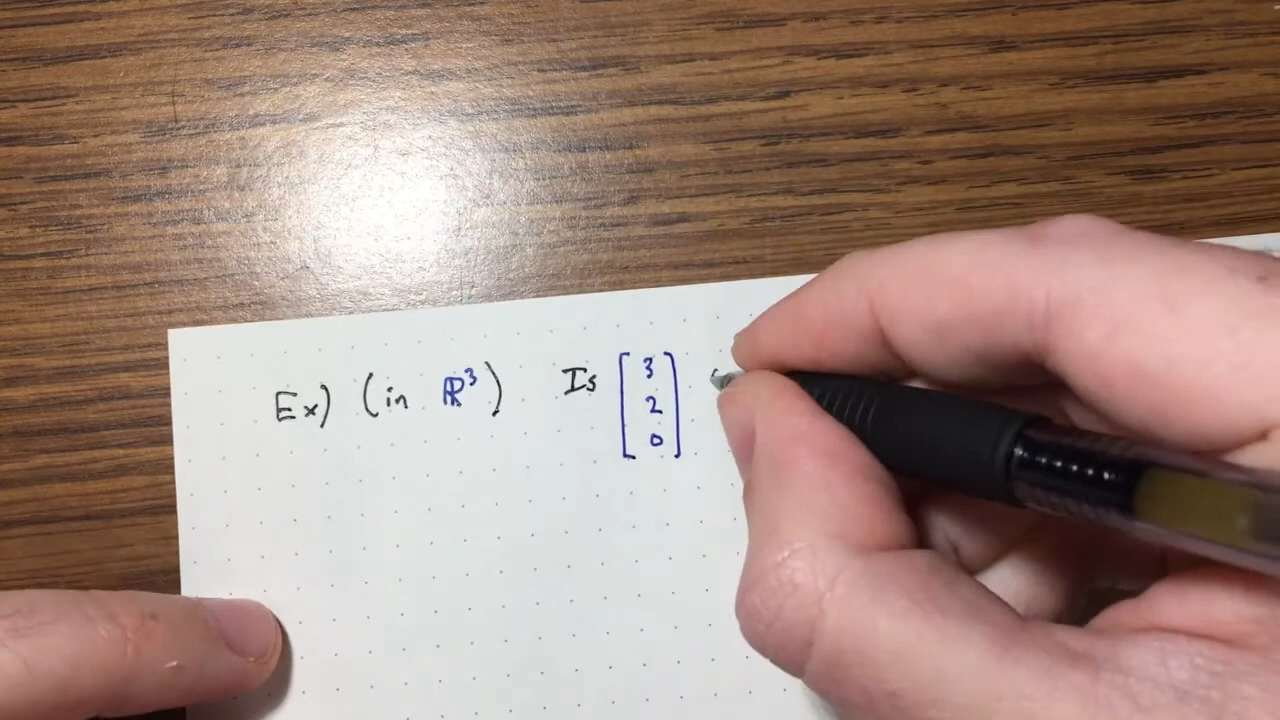 Ex) (in ℝ³) Is [3 2 0]